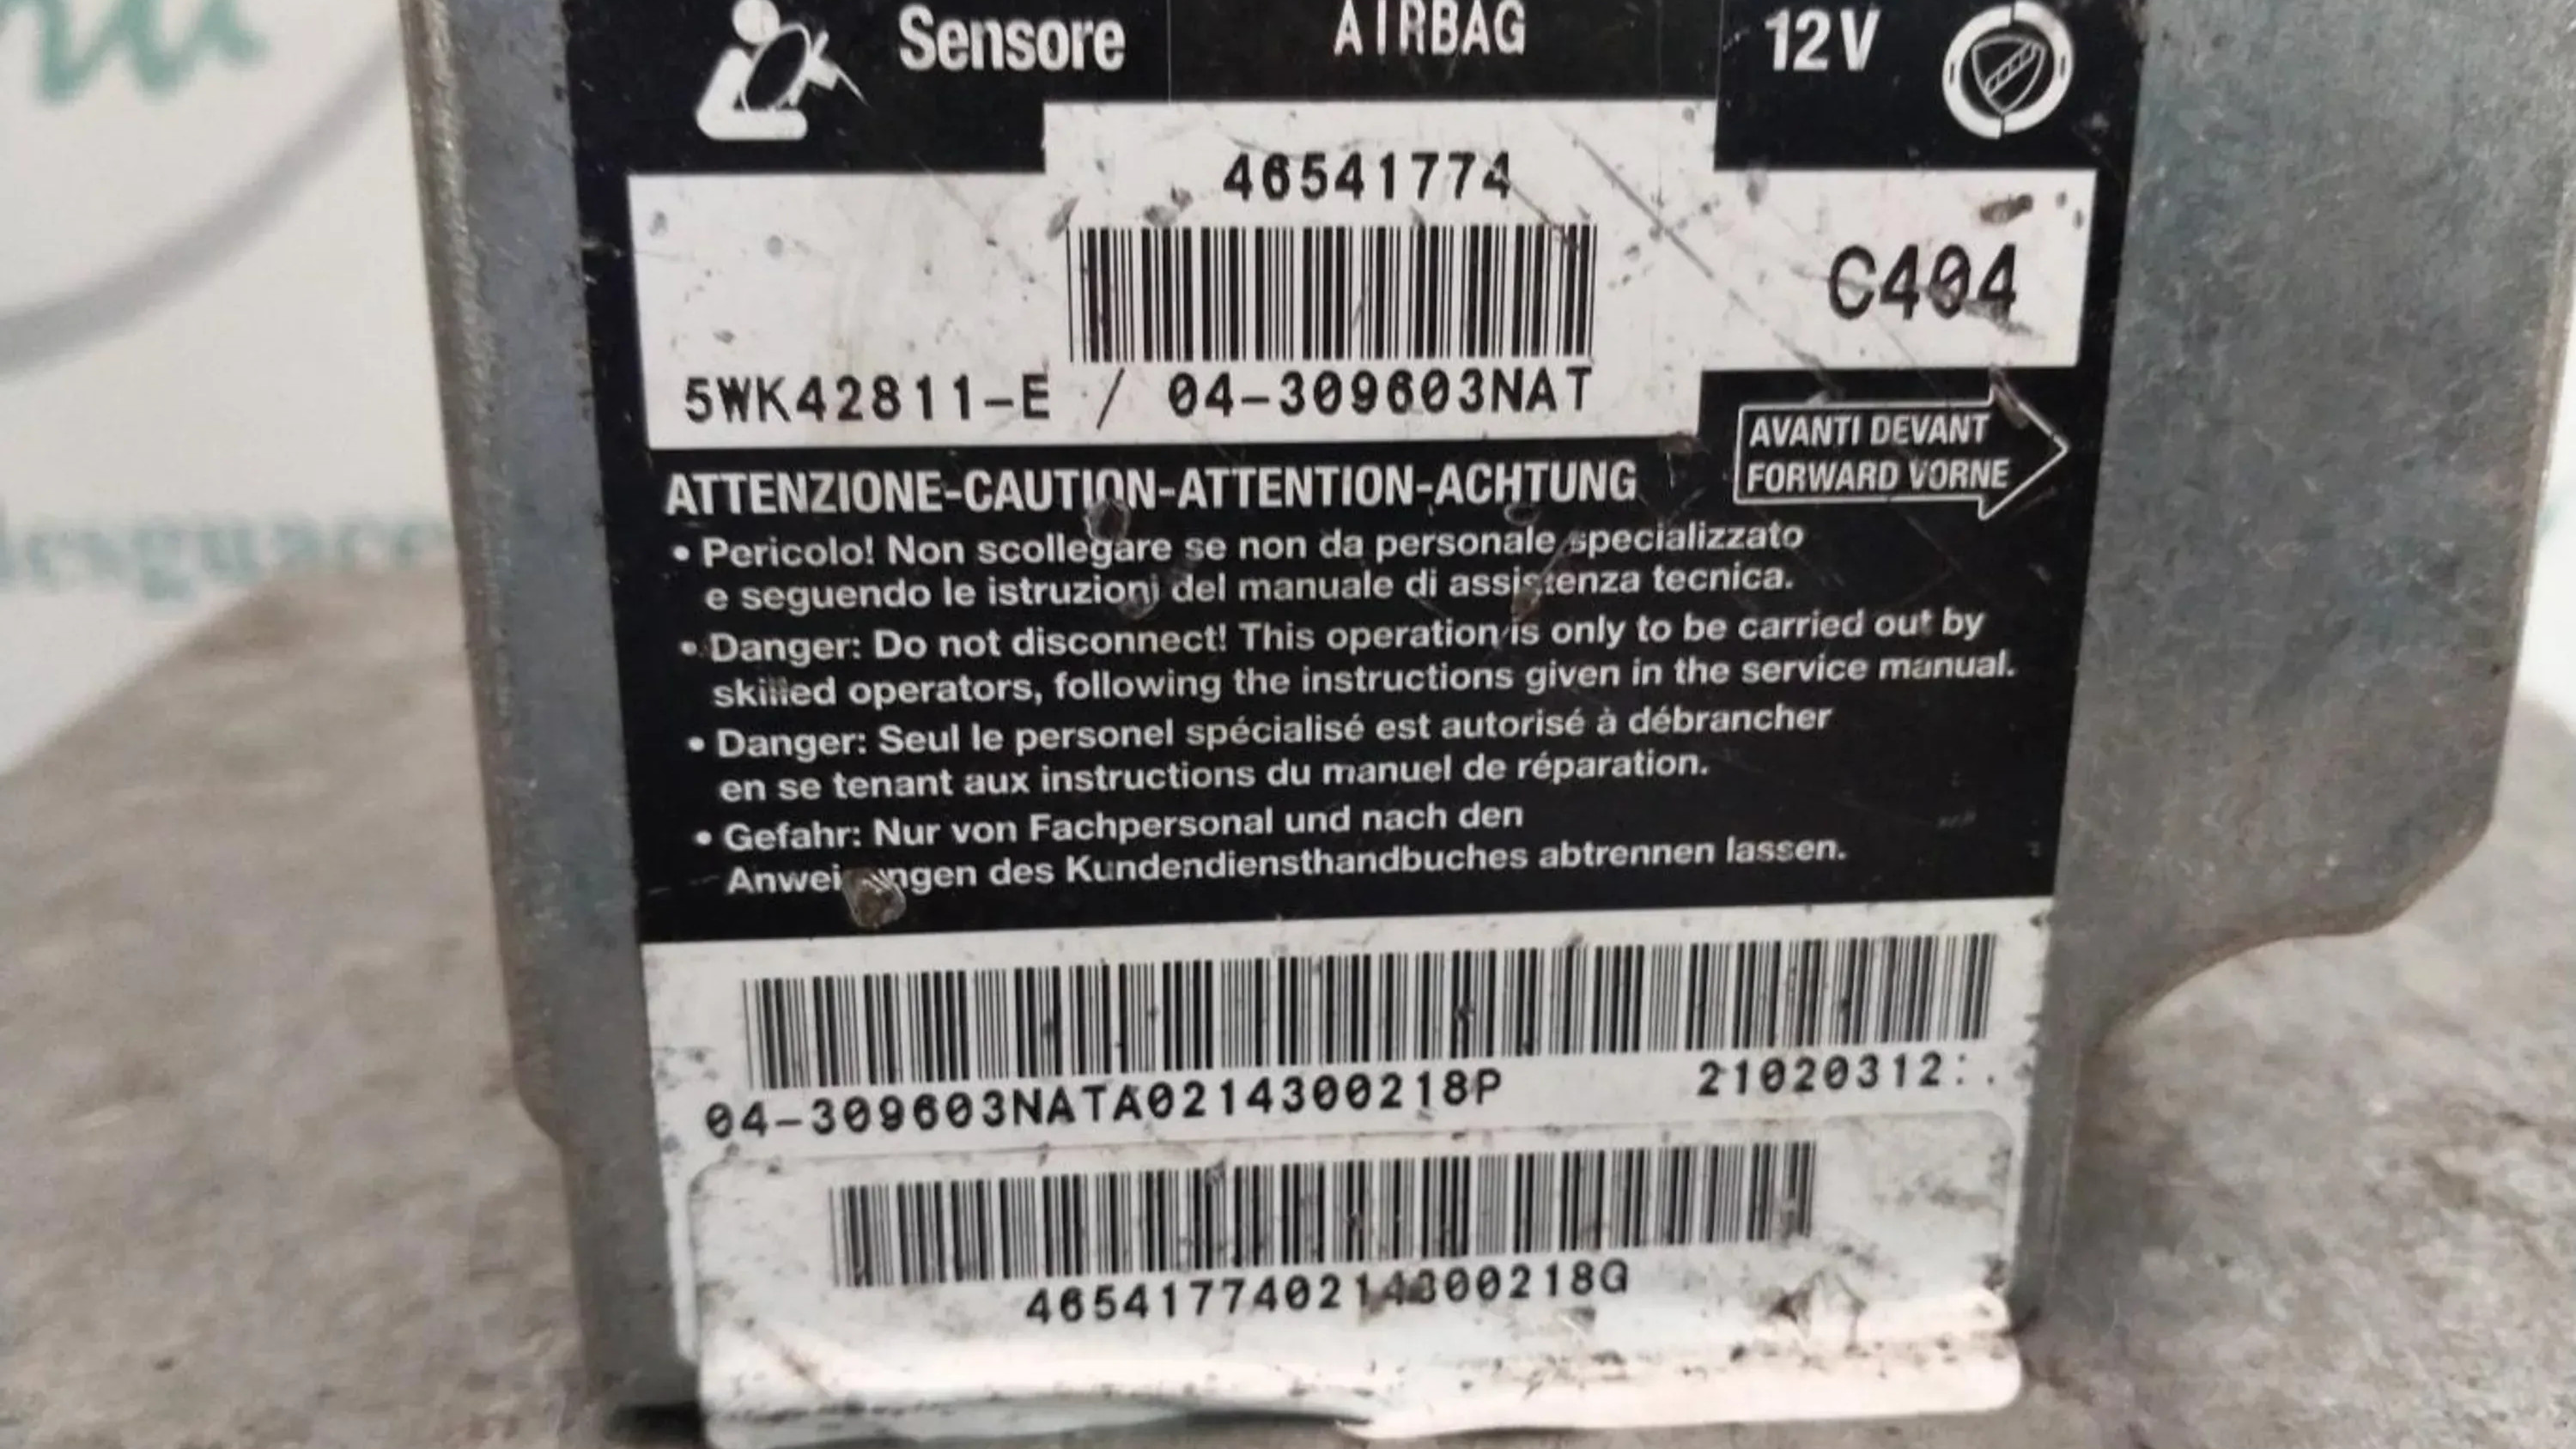 Sensore
AIRBAG
12V
46541774
C404
5WK42811-E / 04-309603NAT
AVANTI DEVANT
FORWARD VORNE
ATTENZIONE-CAUTION-ATTENTION-ACHTUNG
• Pericolo! Non scollegare se non da personale specializzato
e seguendo le istruzioni del manuale di assistenza tecnica.
• Danger: Do not disconnect! This operation is only to be carried out by
skilled operators, following the instructions given in the service manual.
• Danger: Seul le personel spécialisé est autorisé à débrancher
en se tenant aux instructions du manuel de réparation.
• Gefahr: Nur von Fachpersonal und nach den
Anweisungen des Kundendiensthandbuches abtrennen lassen.
04-309603NATA0214300218P
21020312:.
465417740214300218G